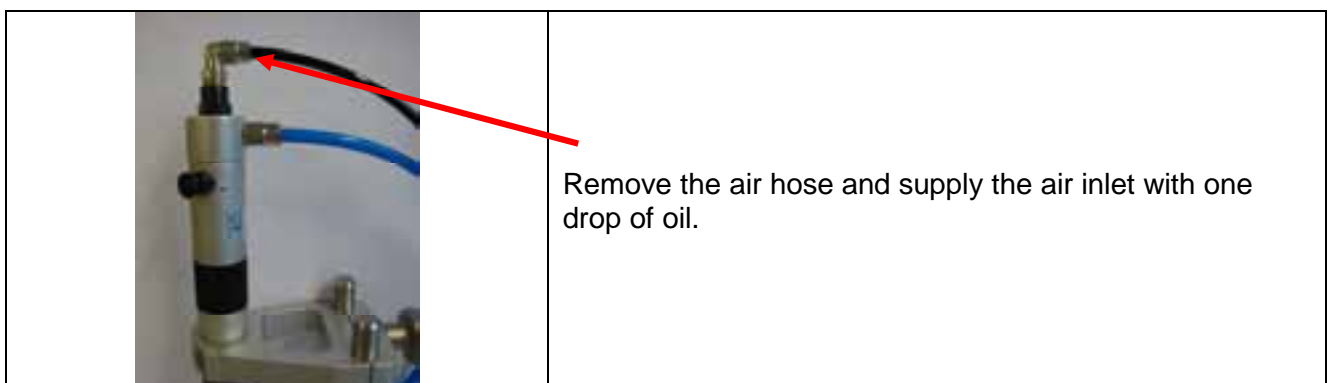 Remove the air hose and supply the air inlet with one
drop of oil.